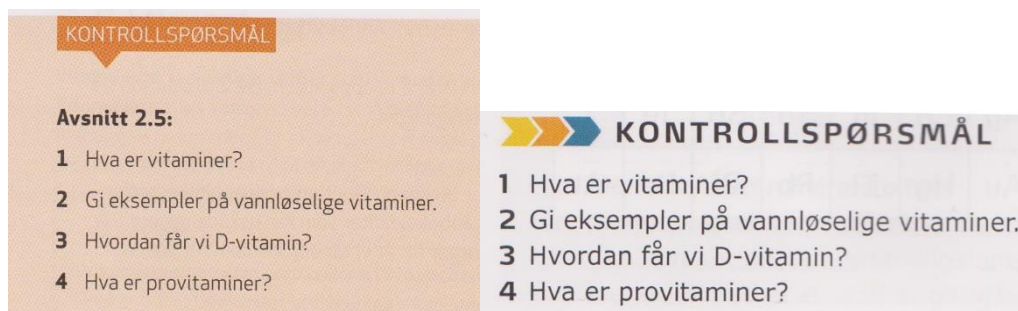 KONTROLLSPØRSMÅL
Avsnitt 2.5:
1 Hva er vitaminer?
2 Gi eksempler på vannløselige vitaminer.
3 Hvordan får vi D-vitamin?
4 Hva er provitaminer?
KONTROLLSPØRSMÅL
1 Hva er vitaminer?
2 Gi eksempler på vannløselige vitaminer.
3 Hvordan får vi D-vitamin?
4 Hva er provitaminer?